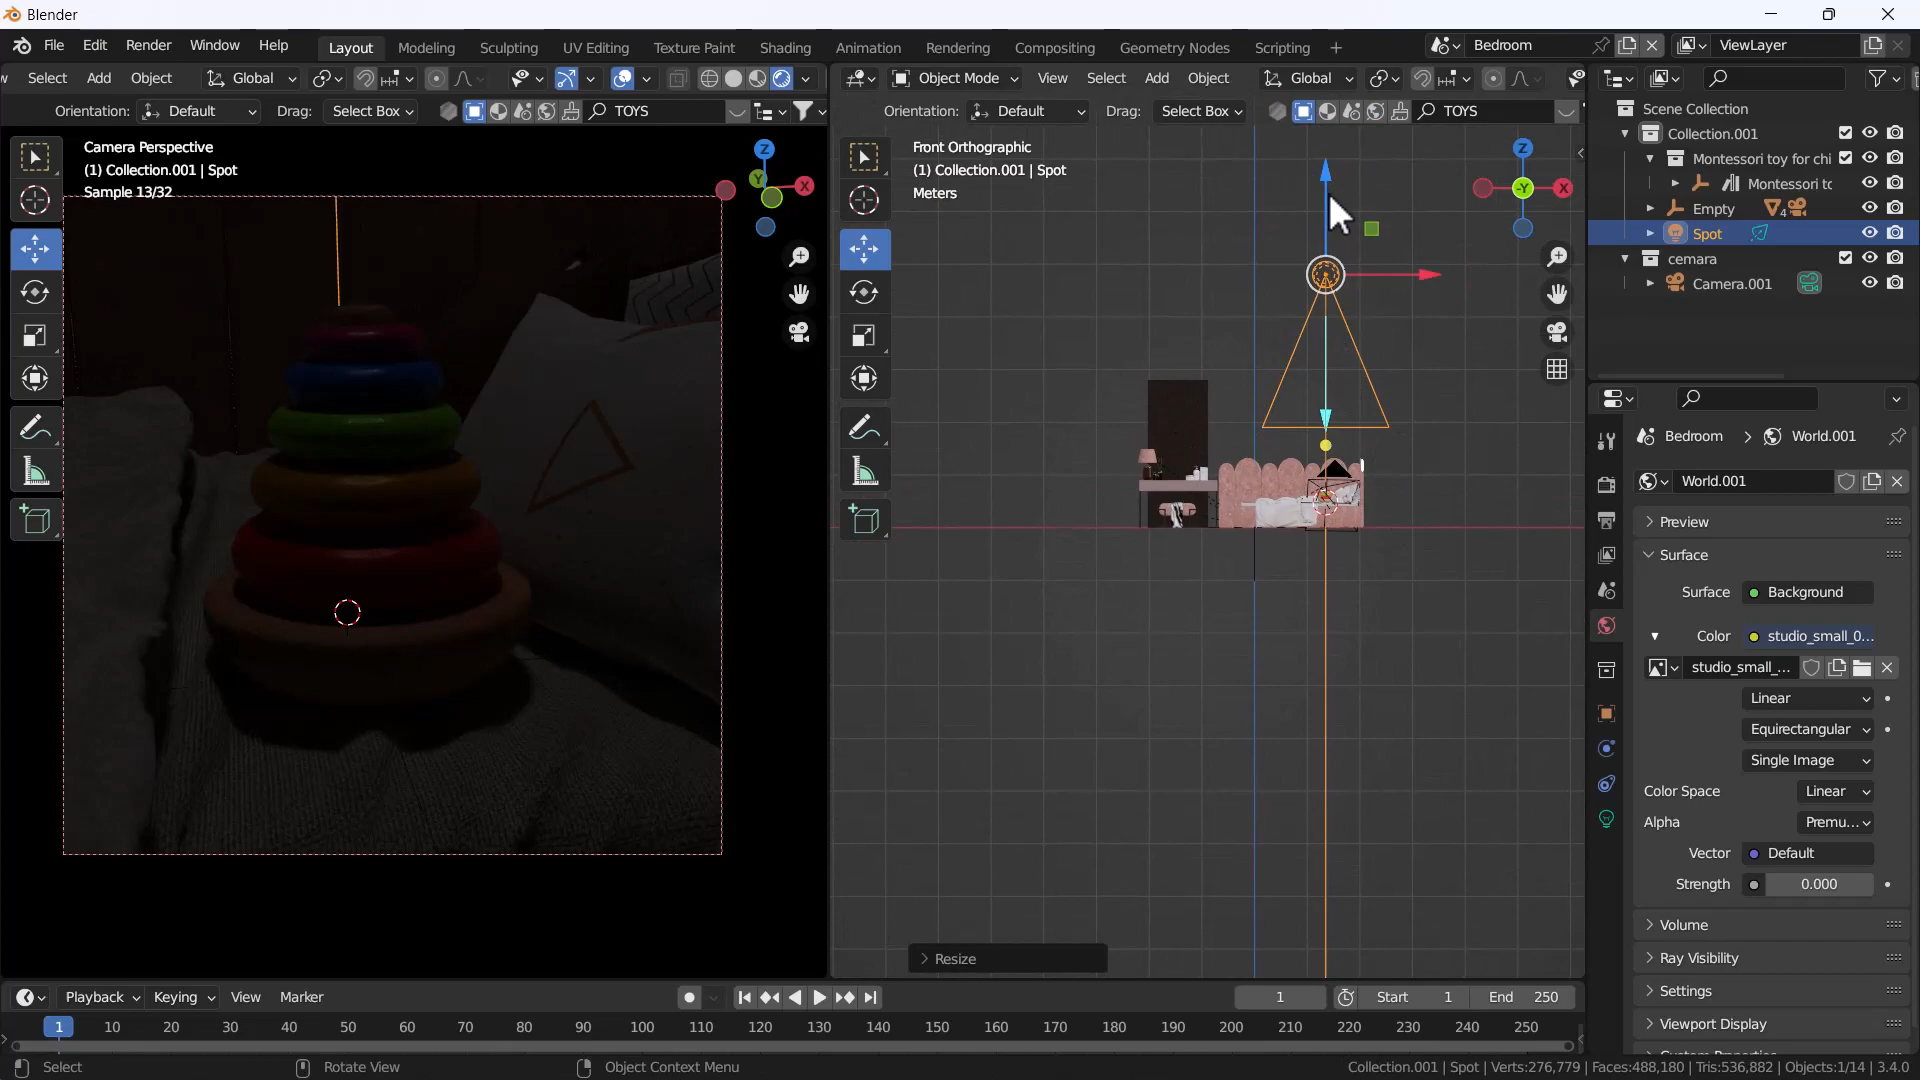 Blender
File Edit Render Window Help Layout Modeling Sculpting UV Editing Texture Paint Shading Animation Rendering Compositing Geometry Nodes Scripting + Bedroom ViewLayer
Select Add Object Global Object Mode View Select Add Object Global
Orientation: Default Drag: Select Box TOYS Orientation: Default Drag: Select Box TOYS
Camera Perspective
(1) Collection.001 | Spot
Sample 13/32
Z
Y
X
Front Orthographic
(1) Collection.001 | Spot
Meters
Z
-Y
X
Resize
Scene Collection
Collection.001
Montessori toy for chi
Montessori tc
Empty 4
Spot
cemara
Camera.001
Bedroom > World.001
World.001
Preview
Surface
Surface Background
Color studio_small_0...
studio_small_...
Linear
Equirectangular
Single Image
Color Space Linear
Alpha Premu...
Vector Default
Strength 0.000
Volume
Ray Visibility
Settings
Viewport Display
Playback Keying View Marker 1 Start 1 End 250
1 10 20 30 40 50 60 70 80 90 100 110 120 130 140 150 160 170 180 190 200 210 220 230 240 250
Select Rotate View Object Context Menu Collection.001 | Spot | Verts:276,779 | Faces:488,180 | Tris:536,882 | Objects:1/14 | 3.4.0